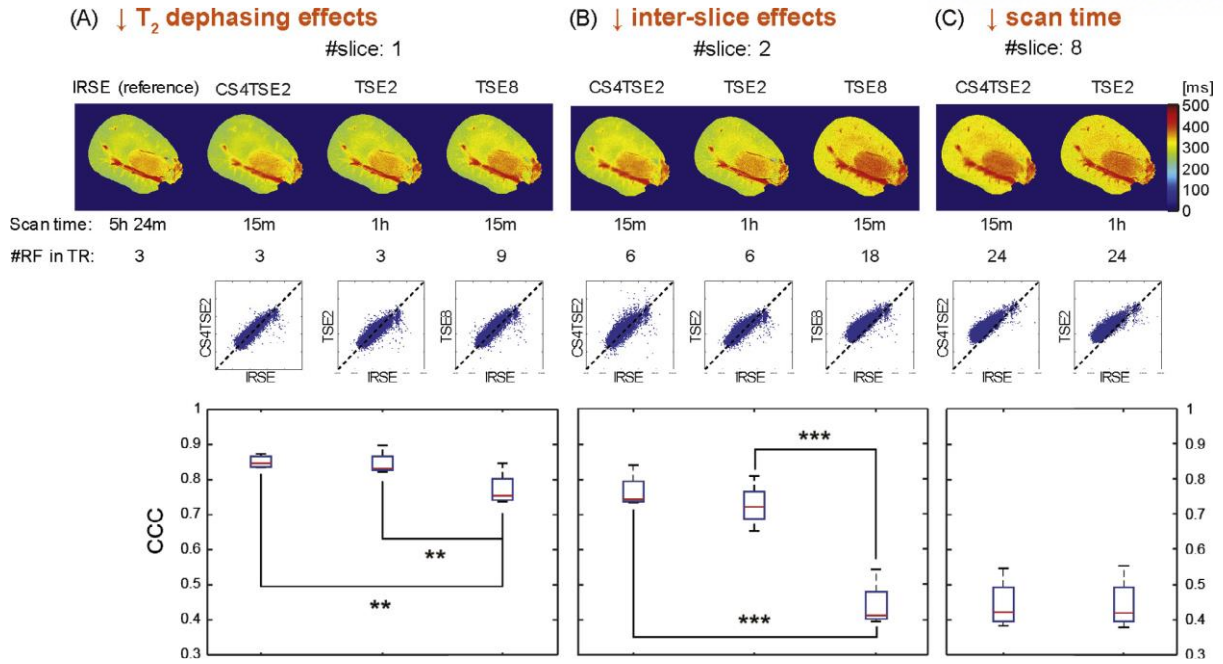 (A) ↓ T2 dephasing effects
#slice: 1
(B) ↓ inter-slice effects
#slice: 2
(C) ↓ scan time
#slice: 8
IRSE (reference) CS4TSE2 TSE2 TSE8
CS4TSE2 TSE2 TSE8
CS4TSE2 TSE2
[ms]
500
400
300
200
100
0
Scan time: 5h 24m 15m 1h 15m 15m 1h 15m 15m 1h
#RF in TR: 3 3 3 9 6 6 18 24 24
CS4TSE2 TSE2 TSE8 CS4TSE2 TSE2 TSE8 CS4TSE2 TSE2
IRSE IRSE IRSE IRSE IRSE IRSE IRSE IRSE
CCC
1
0.9
0.8
0.7
0.6
0.5
0.4
0.3
**
**
***
***
1
0.9
0.8
0.7
0.6
0.5
0.4
0.3